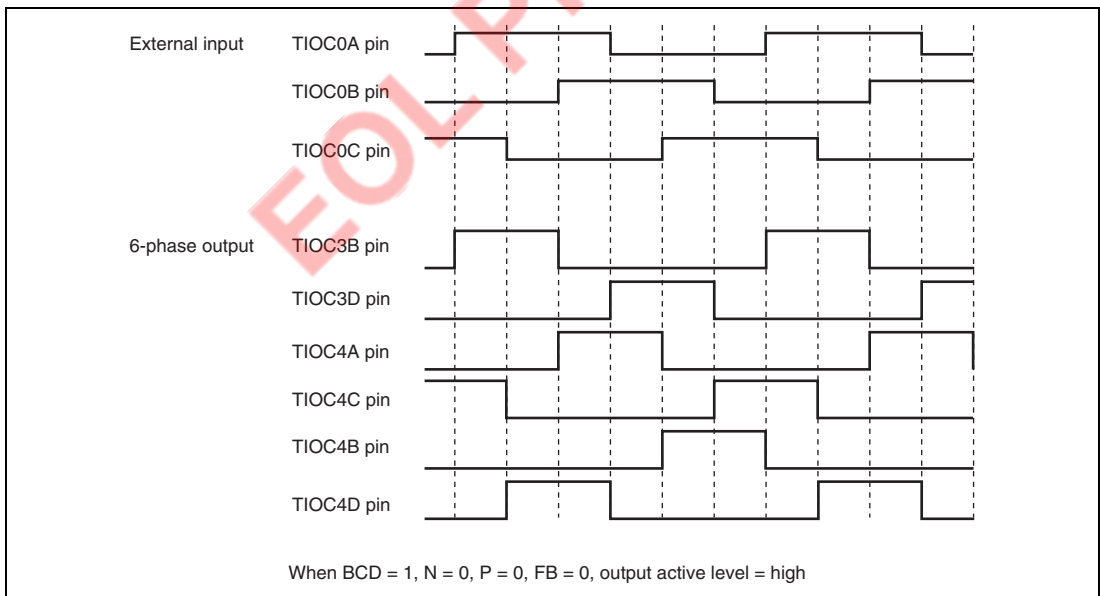 EOL P
External input TIOC0A pin
TIOC0B pin
TIOC0C pin
6-phase output TIOC3B pin
TIOC3D pin
TIOC4A pin
TIOC4C pin
TIOC4B pin
TIOC4D pin
When BCD = 1, N = 0, P = 0, FB = 0, output active level = high